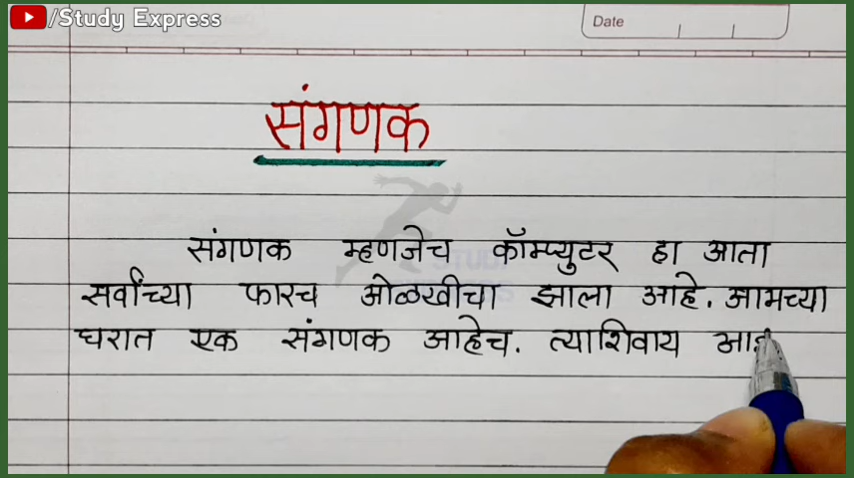 /Study Express
Date
संगणक
संगणक म्हणजेच कॉम्प्युटर हा आता
सर्वांच्या फारच ओळखीचा झाला आहे. आमच्या
घरात एक संगणक आहेच. त्याशिवाय